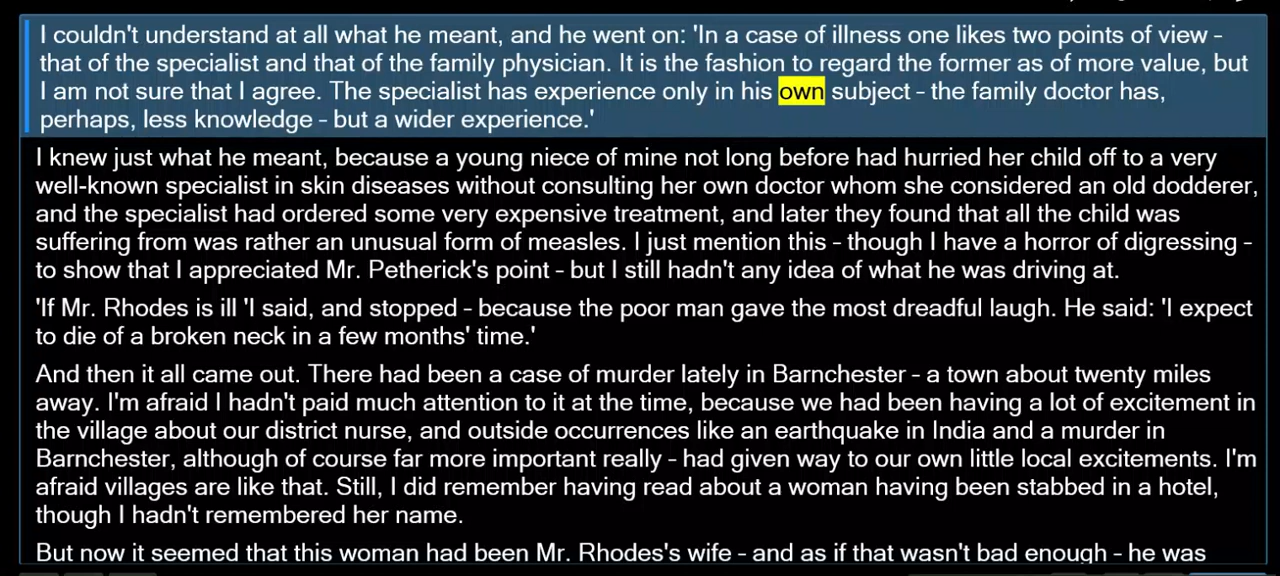 I couldn't understand at all what he meant, and he went on: 'In a case of illness one likes two points of view –
that of the specialist and that of the family physician. It is the fashion to regard the former as of more value, but
I am not sure that I agree. The specialist has experience only in his own subject – the family doctor has,
perhaps, less knowledge – but a wider experience.'
I knew just what he meant, because a young niece of mine not long before had hurried her child off to a very
well-known specialist in skin diseases without consulting her own doctor whom she considered an old dodderer,
and the specialist had ordered some very expensive treatment, and later they found that all the child was
suffering from was rather an unusual form of measles. I just mention this – though I have a horror of digressing –
to show that I appreciated Mr. Petherick's point – but I still hadn't any idea of what he was driving at.
'If Mr. Rhodes is ill 'I said, and stopped – because the poor man gave the most dreadful laugh. He said: 'I expect
to die of a broken neck in a few months' time.'
And then it all came out. There had been a case of murder lately in Barnchester – a town about twenty miles
away. I'm afraid I hadn't paid much attention to it at the time, because we had been having a lot of excitement in
the village about our district nurse, and outside occurrences like an earthquake in India and a murder in
Barnchester, although of course far more important really – had given way to our own little local excitements. I'm
afraid villages are like that. Still, I did remember having read about a woman having been stabbed in a hotel,
though I hadn't remembered her name.
But now it seemed that this woman had been Mr. Rhodes's wife – and as if that wasn't bad enough – he was